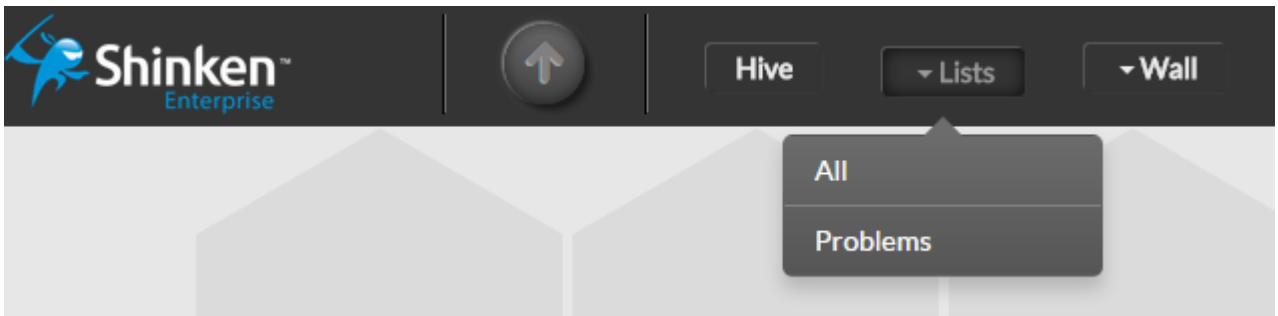 Shinken™
Enterprise
Hive
Lists
Wall
All
Problems